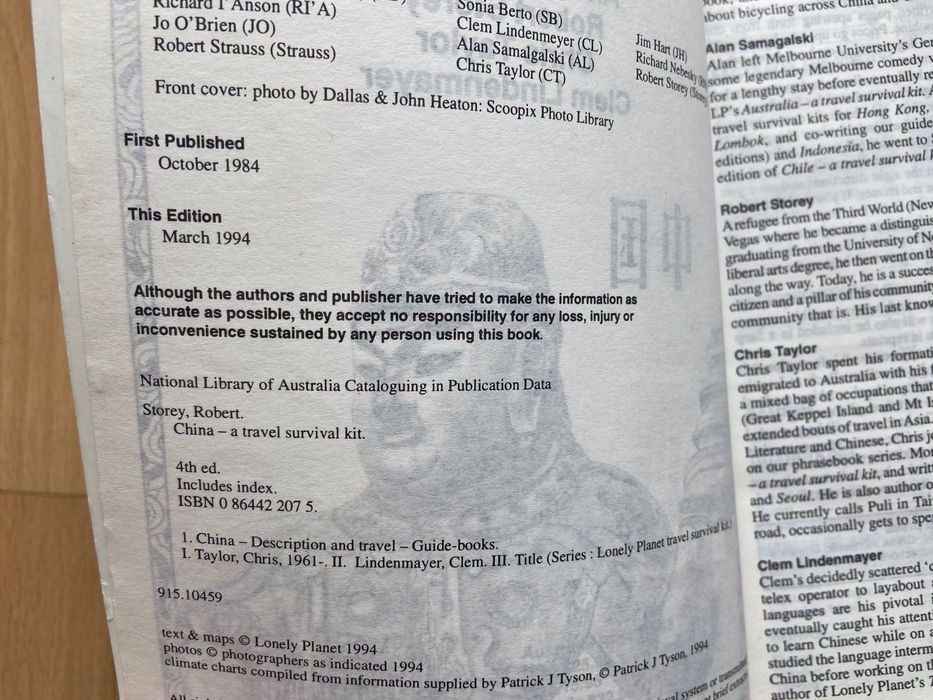 Richard I'Anson (RI'A)
Jo O'Brien (JO)
Robert Strauss (Strauss)
Sonia Berto (SB)
Clem Lindenmeyer (CL)
Alan Samalgalski (AL)
Chris Taylor (CT)
Jim Hart (JH)
Richard Nebesky
Robert Storey
Front cover: photo by Dallas & John Heaton: Scoopix Photo Library
First Published
October 1984
This Edition
March 1994
Although the authors and publisher have tried to make the information as
accurate as possible, they accept no responsibility for any loss, injury or
inconvenience sustained by any person using this book.
National Library of Australia Cataloguing in Publication Data
Storey, Robert.
China – a travel survival kit.
4th ed.
Includes index.
ISBN 0 86442 207 5.
1. China – Description and travel – Guide-books.
I. Taylor, Chris, 1961-. II. Lindenmayer, Clem. III. Title (Series : Lonely Planet travel survival kit)
915.10459
text & maps © Lonely Planet 1994
photos © photographers as indicated 1994
climate charts compiled from information supplied by Patrick J Tyson, © Patrick J Tyson, 1994
about bicycling across China and
Alan Samagalski
Alan left Melbourne University's
some legendary Melbourne comedy
for a lengthy stay before eventually
LP's Australia – a travel survival kit.
travel survival kits for Hong Kong,
Lombok, and co-writing our
editions) and Indonesia, he went to
edition of Chile – a travel survival
Robert Storey
A refugee from the Third World (New
Vegas where he became a
graduating from the University of
liberal arts degree, he then went on
along the way. Today, he is a
citizen and a pillar of his community
community that is. His last
Chris Taylor
Chris Taylor spent his
emigrated to Australia with his
a mixed bag of occupations that
(Great Keppel Island and Mt
extended bouts of travel in Asia.
Literature and Chinese, Chris
on our phrasebook series.
– a travel survival kit, and
and Seoul. He is also author
He currently calls Puli in
road, occasionally gets to
Clem Lindenmayer
Clem's decidedly scattered
telex operator to layabout
languages are his pivotal
eventually caught his
to learn Chinese while on
studied the language
China before working on
author of Lonely Planet's